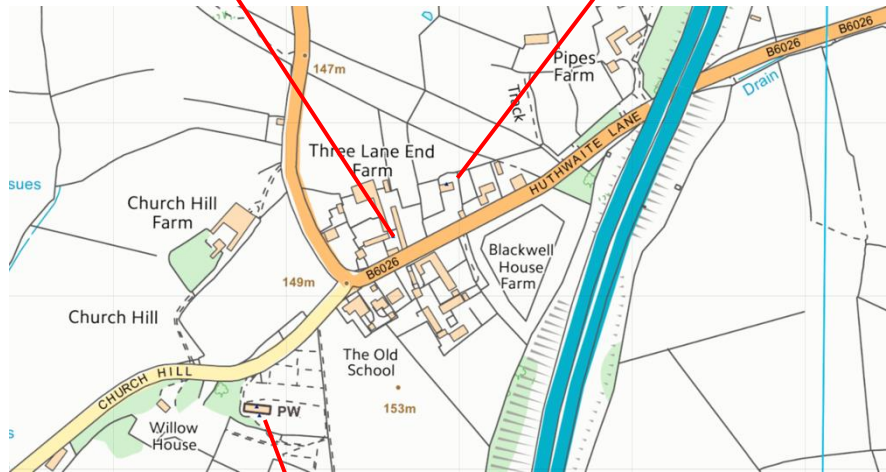 B6026
147m
Pipes
Farm
Drain
Track
HUTHWAITE LANE
Three Lane End
Farm
sues
Church Hill
Farm
Blackwell
House
Farm
B6026
149m
Church Hill
The Old
School
CHURCH HILL
153m
PW
Willow
House
s